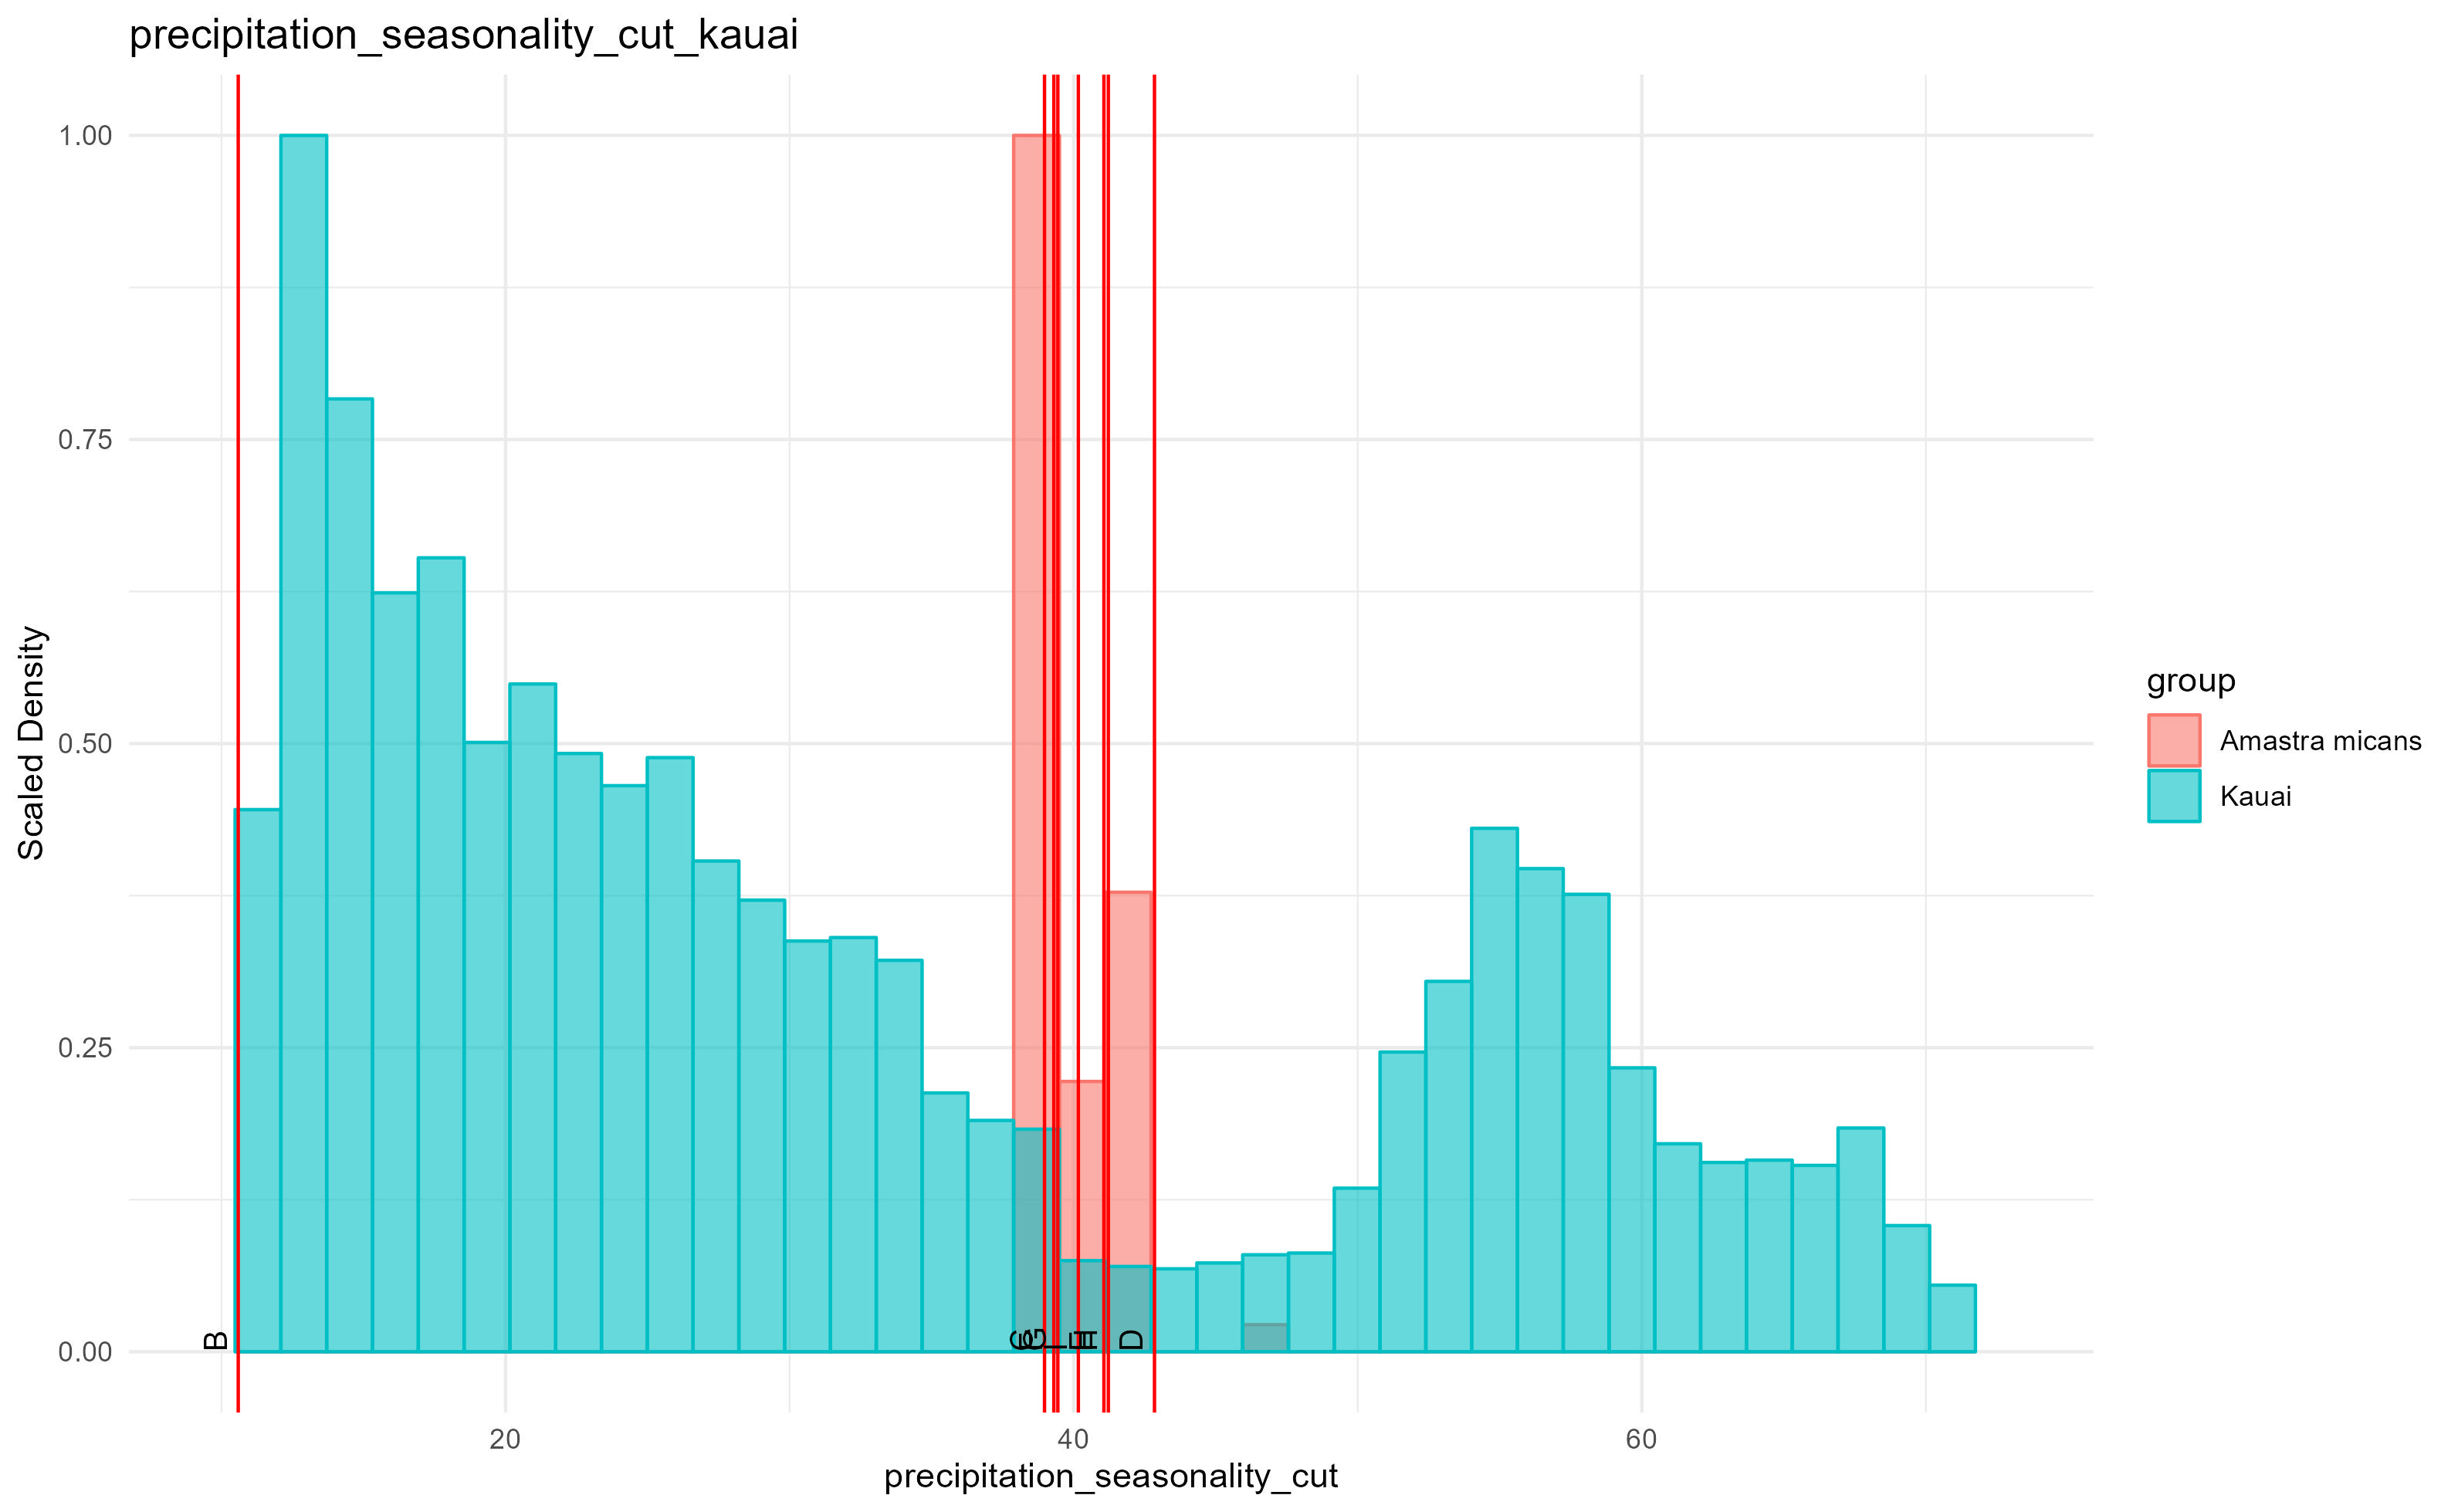 precipitation_seasonality_cut_kauai
1.00
0.75
0.50
0.25
0.00
Scaled Density
B
D
20
40
60
precipitation_seasonality_cut
group
Amastra micans
Kauai